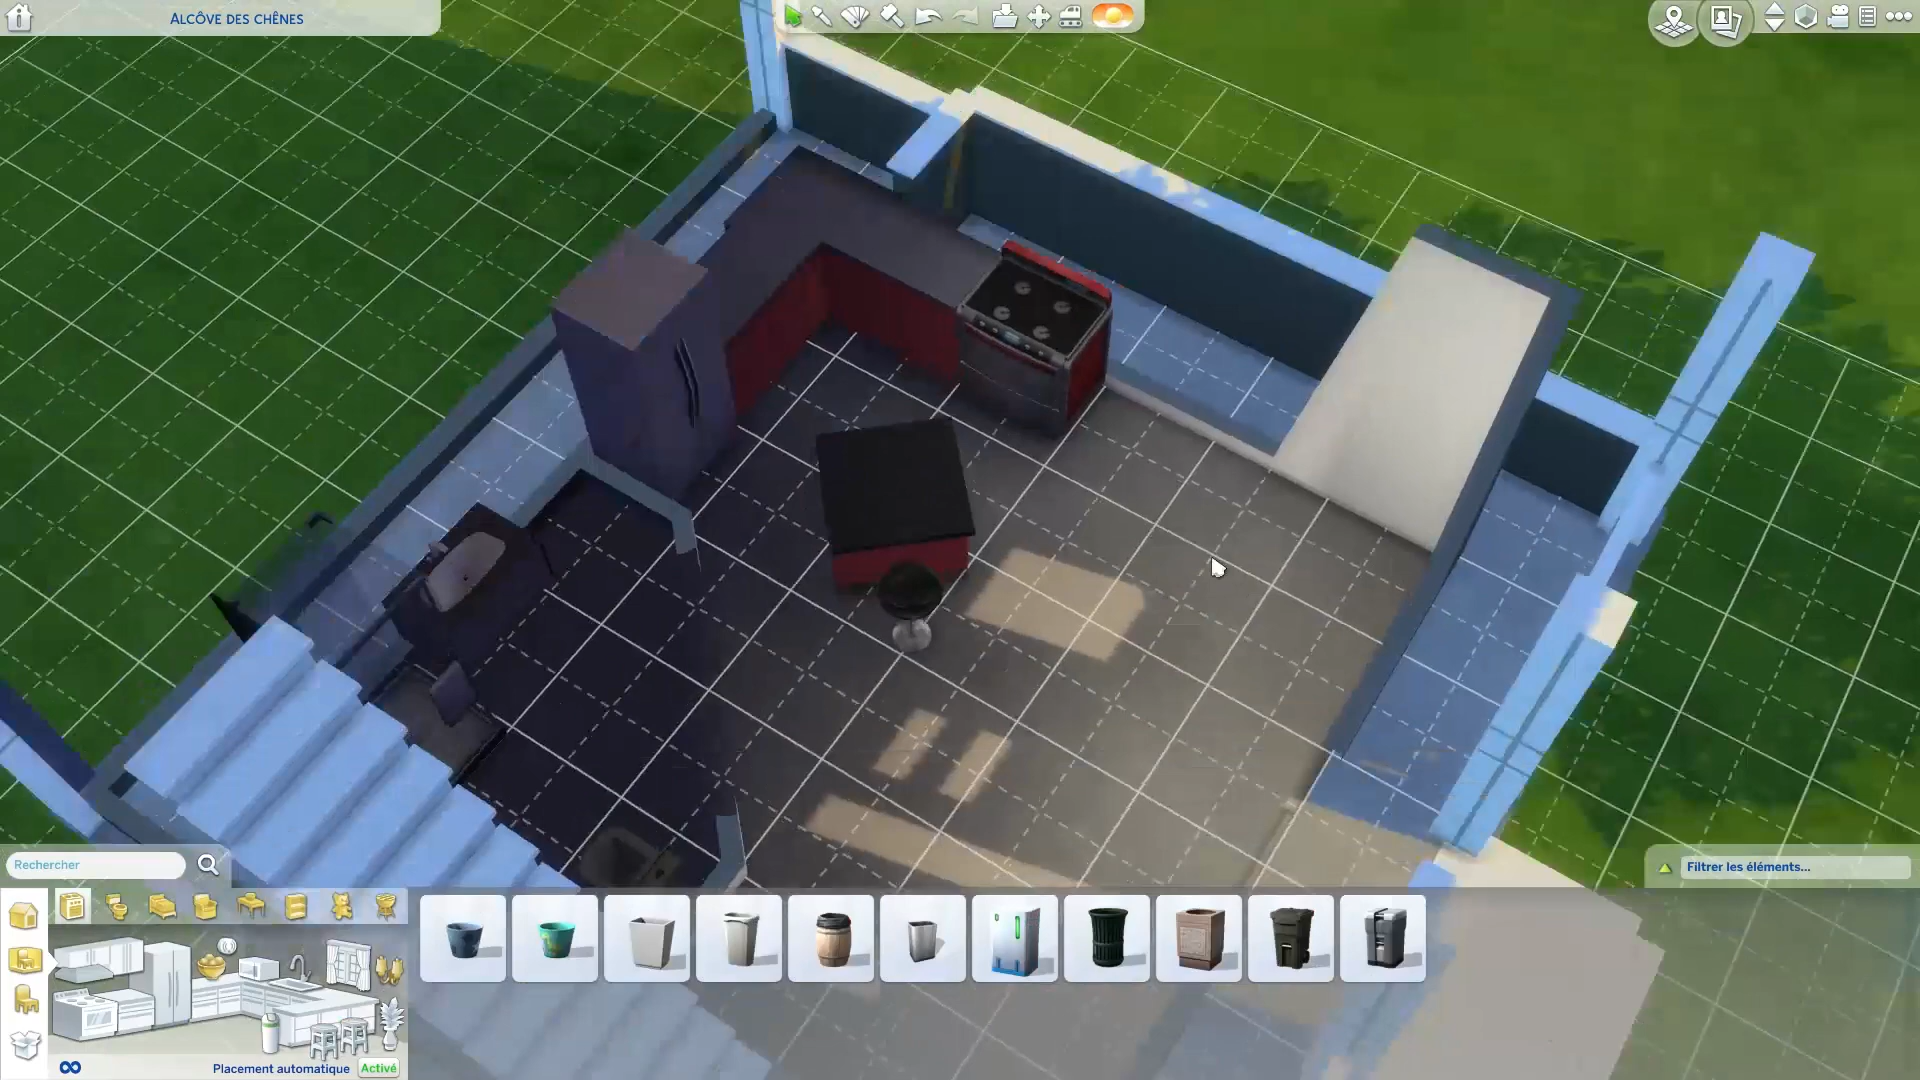 ALCÔVE DES CHÊNES
Rechercher
Filtrer les éléments...
Placement automatique Activé